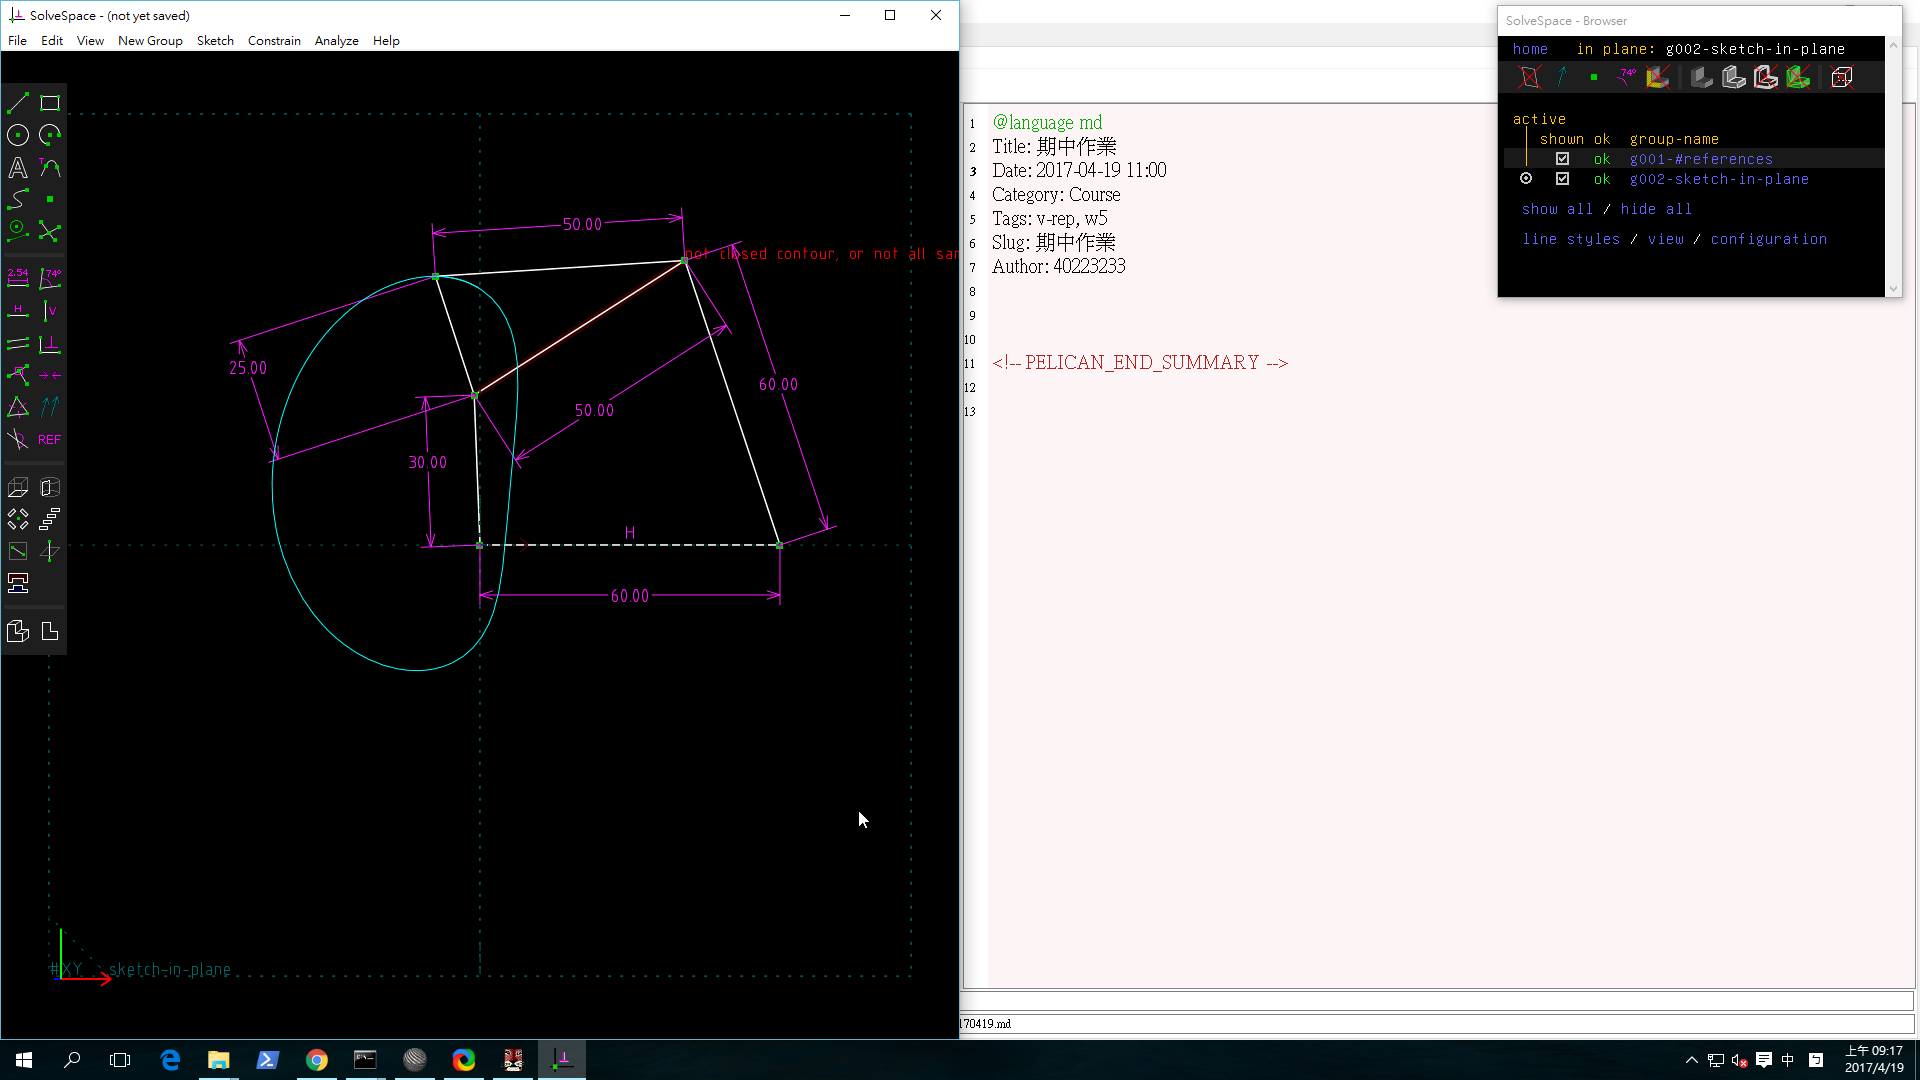 SolveSpace - (not yet saved)
File Edit View New Group Sketch Constrain Analyze Help
50.00
not closed contour, or not all sam
25.00
60.00
50.00
30.00
H
60.00
#XY sketch-in-plane
A T
2.54 74°
H V
REF
1 @language md
2 Title: 期中作業
3 Date: 2017-04-19 11:00
4 Category: Course
5 Tags: v-rep, w5
6 Slug: 期中作業
7 Author: 40223233
8
9
10
11 <!-- PELICAN_END_SUMMARY -->
12
13
170419.md
SolveSpace - Browser
home in plane: g002-sketch-in-plane
74°
active
shown ok group-name
ok g001-#references
ok g002-sketch-in-plane
show all / hide all
line styles / view / configuration
中
上午 09:17
2017/4/19